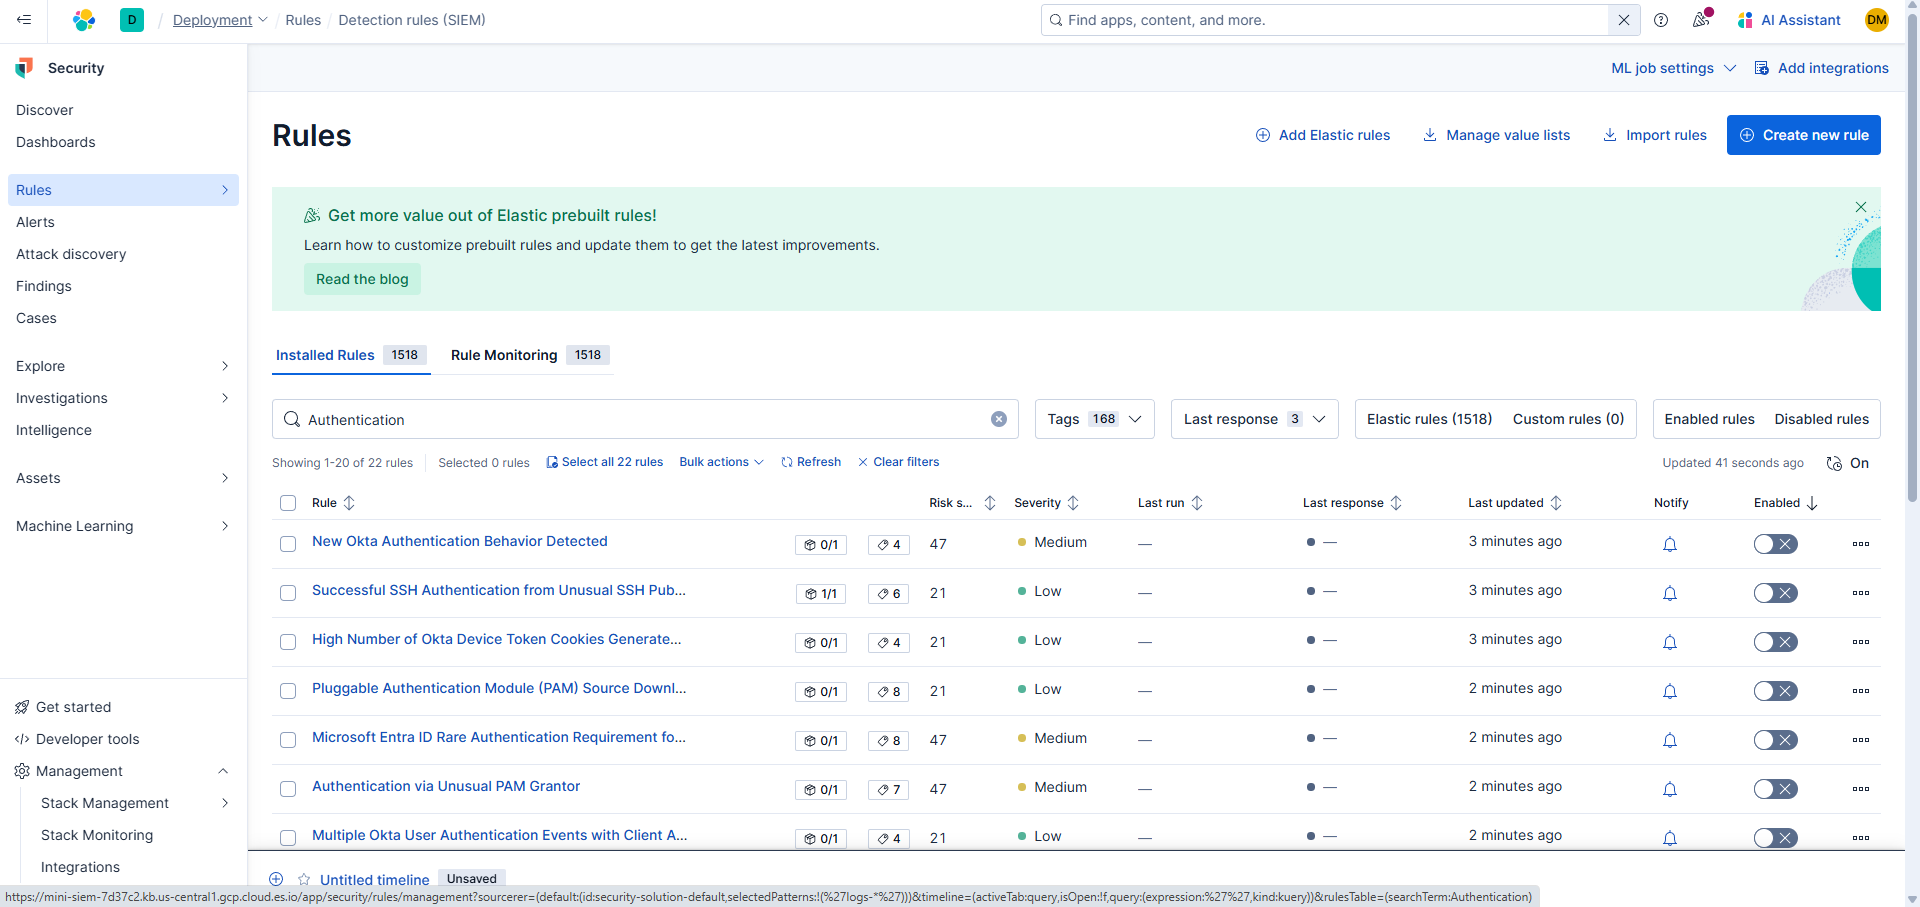 D / Deployment / Rules / Detection rules (SIEM) Find apps, content, and more. AI Assistant DM
Security
ML job settings Add integrations
Discover
Dashboards
Rules
Alerts
Attack discovery
Findings
Cases
Explore
Investigations
Intelligence
Assets
Machine Learning
Get started
Developer tools
Management
Stack Management
Stack Monitoring
Integrations
Rules
Add Elastic rules Manage value lists Import rules Create new rule
Get more value out of Elastic prebuilt rules!
Learn how to customize prebuilt rules and update them to get the latest improvements.
Read the blog
Installed Rules 1518 Rule Monitoring 1518
Authentication Tags 168 Last response 3 Elastic rules (1518) Custom rules (0) Enabled rules Disabled rules
Showing 1-20 of 22 rules Selected 0 rules Select all 22 rules Bulk actions Refresh Clear filters Updated 41 seconds ago On
Rule Risk s... Severity Last run Last response Last updated Notify Enabled
New Okta Authentication Behavior Detected 0/1 4 47 Medium — — 3 minutes ago
Successful SSH Authentication from Unusual SSH Pub... 1/1 6 21 Low — — 3 minutes ago
High Number of Okta Device Token Cookies Generate... 0/1 4 21 Low — — 3 minutes ago
Pluggable Authentication Module (PAM) Source Downl... 0/1 8 21 Low — — 2 minutes ago
Microsoft Entra ID Rare Authentication Requirement fo... 0/1 8 47 Medium — — 2 minutes ago
Authentication via Unusual PAM Grantor 0/1 7 47 Medium — — 2 minutes ago
Multiple Okta User Authentication Events with Client A... 0/1 4 21 Low — — 2 minutes ago
Untitled timeline Unsaved
https://mini-siem-7d37c2.kb.us-central1.gcp.cloud.es.io/app/security/rules/management?sourcerer=(default:(id:security-solution-default,selectedPatterns:!(%27logs-*%27)))&timeline=(activeTab:query,isOpen:!f,query:(expression:%27%27,kind:kuery))&rulesTable=(searchTerm:Authentication)